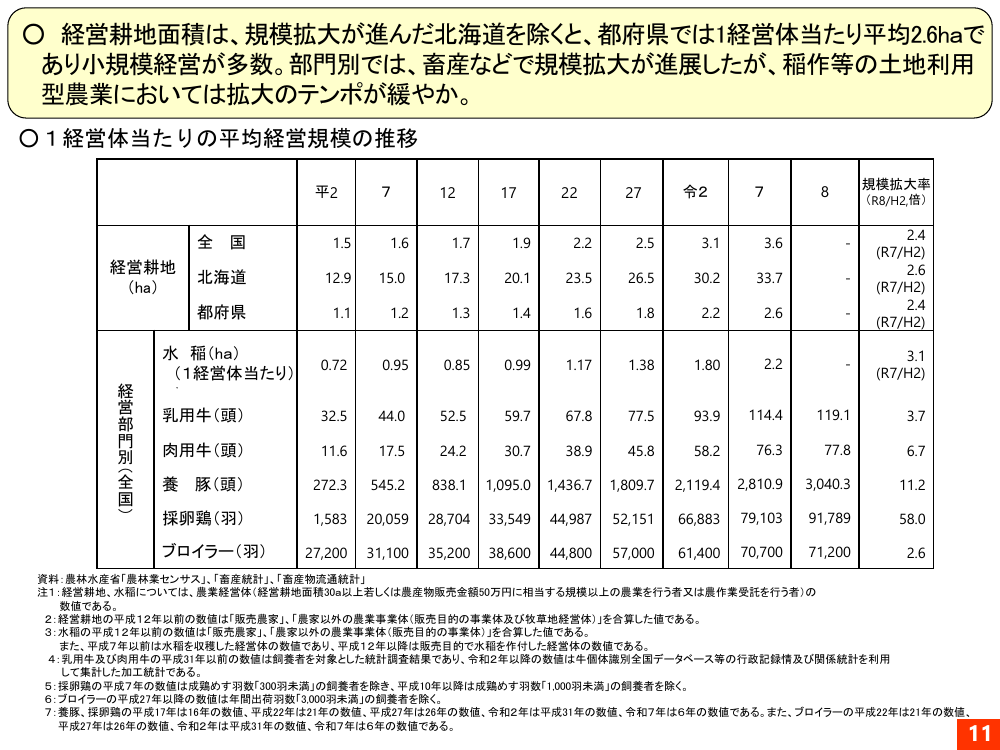 ○　経営耕地面積は、規模拡大が進んだ北海道を除くと、都府県では1経営体当たり平均2.6haで
あり小規模経営が多数。部門別では、畜産などで規模拡大が進展したが、稲作等の土地利用
型農業においては拡大のテンポが緩やか。
○１経営体当たりの平均経営規模の推移
平2 ７ 12 17 22 27 令２ ７ 8 規模拡大率
（R8/H2,倍）
経営耕地
（ha）
全　国 1.5 1.6 1.7 1.9 2.2 2.5 3.1 3.6 - 2.4
(R7/H2)
北海道 12.9 15.0 17.3 20.1 23.5 26.5 30.2 33.7 - 2.6
(R7/H2)
都府県 1.1 1.2 1.3 1.4 1.6 1.8 2.2 2.6 - 2.4
(R7/H2)
経営部門別（全国）
水　稲（ha）
（１経営体当たり） 0.72 0.95 0.85 0.99 1.17 1.38 1.80 2.2 - 3.1
(R7/H2)
乳用牛（頭） 32.5 44.0 52.5 59.7 67.8 77.5 93.9 114.4 119.1 3.7
肉用牛（頭） 11.6 17.5 24.2 30.7 38.9 45.8 58.2 76.3 77.8 6.7
養　豚（頭） 272.3 545.2 838.1 1,095.0 1,436.7 1,809.7 2,119.4 2,810.9 3,040.3 11.2
採卵鶏（羽） 1,583 20,059 28,704 33,549 44,987 52,151 66,883 79,103 91,789 58.0
ブロイラー（羽） 27,200 31,100 35,200 38,600 44,800 57,000 61,400 70,700 71,200 2.6
資料：農林水産省「農林業センサス」、「畜産統計」、「畜産物流通統計」
注１：経営耕地、水稲については、農業経営体（経営耕地面積30a以上若しくは農産物販売金額50万円に相当する規模以上の農業を行う者又は農作業受託を行う者）の
数値である。
２：経営耕地の平成１２年以前の数値は「販売農家」、「農家以外の農業事業体（販売目的の事業体及び牧草地経営体）」を合算した値である。
３：水稲の平成１２年以前の数値は「販売農家」、「農家以外の農業事業体（販売目的の事業体）」を合算した値である。
また、平成７年以前は水稲を収穫した経営体の数値であり、平成１２年以降は販売目的で水稲を作付した経営体の数値である。
４：乳用牛及び肉用牛の平成31年以前の数値は飼養者を対象とした統計調査結果であり、令和２年以降の数値は牛個体識別全国データベース等の行政記録情及び関係統計を利用
して集計した加工統計である。
５：採卵鶏の平成７年の数値は成鶏めす羽数「300羽未満」の飼養者を除き、平成10年以降は成鶏めす羽数「1,000羽未満」の飼養者を除く。
６：ブロイラーの平成27年以降の数値は年間出荷羽数「3,000羽未満」の飼養者を除く。
７：養豚、採卵鶏の平成17年は16年の数値、平成22年は21年の数値、平成27年は26年の数値、令和２年は平成31年の数値、令和７年は６年の数値である。また、ブロイラーの平成22年は21年の数値、
平成27年は26年の数値、令和２年は平成31年の数値、令和７年は６年の数値である。
11